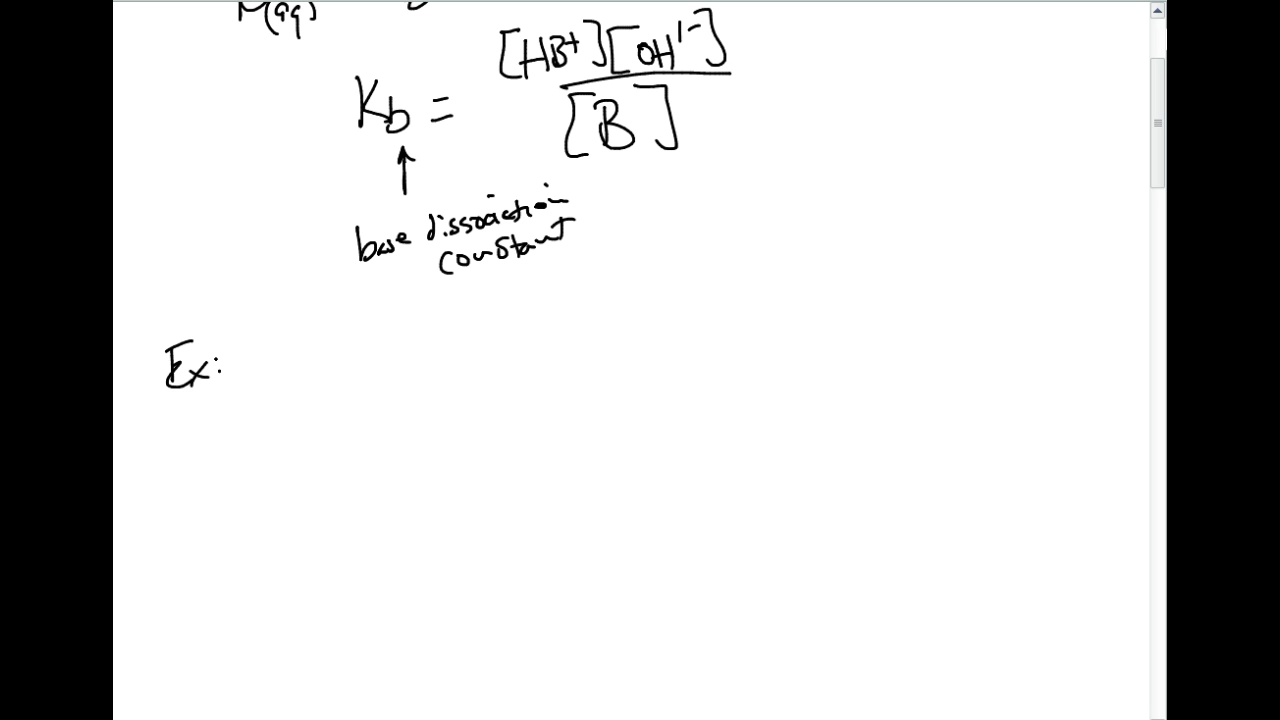 [HB+][OH¹⁻]
Kb =
[B]
base dissociation
constant
Ex: